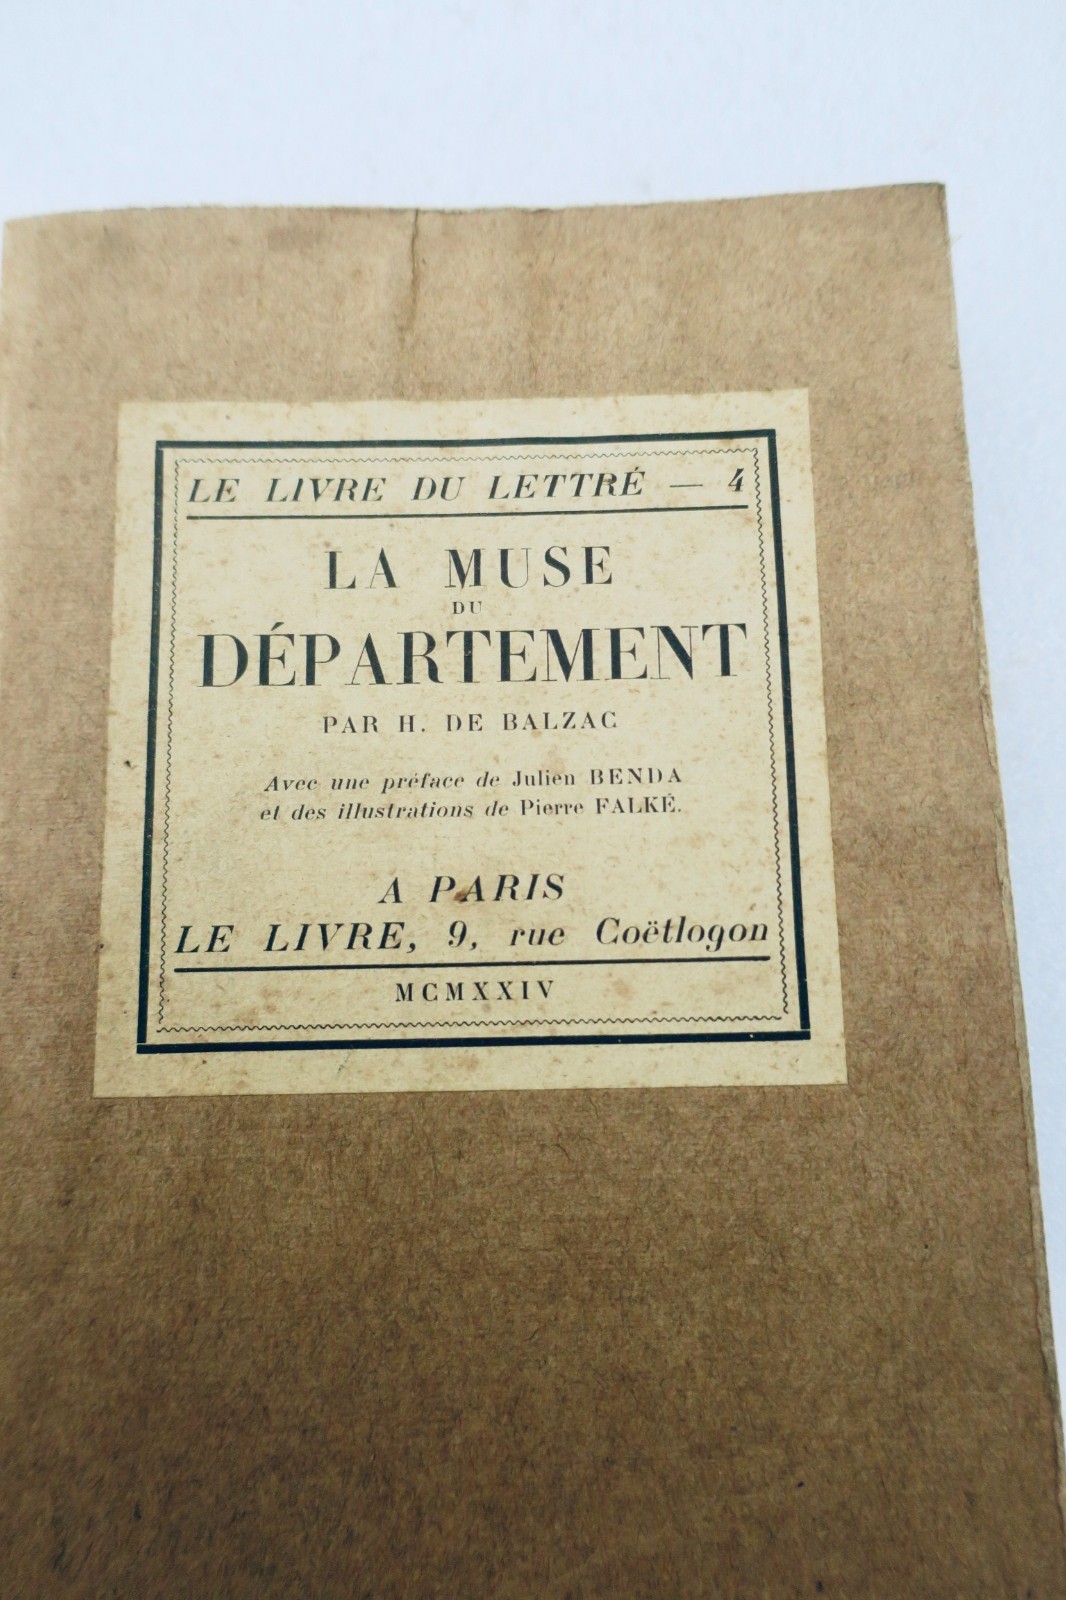 LE LIVRE DU LETTRÉ — 4
LA MUSE
DU
DÉPARTEMENT
PAR H. DE BALZAC
Avec une préface de Julien BENDA
et des illustrations de Pierre FALKÉ.
A PARIS
LE LIVRE, 9, rue Coëtlogon
MCMXXIV